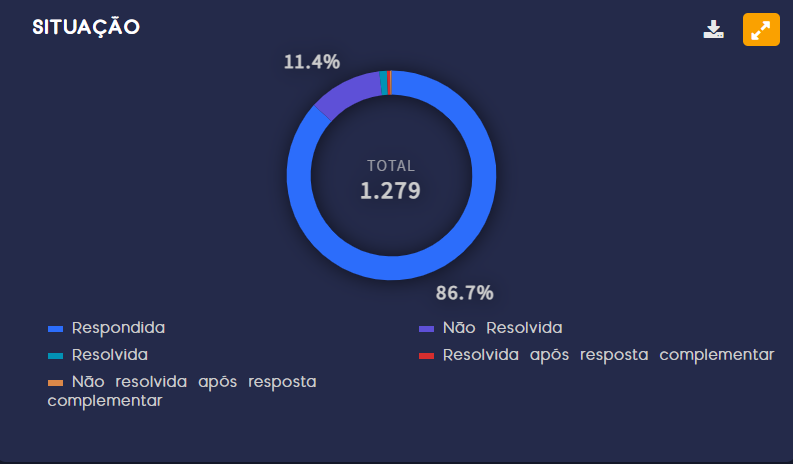 SITUAÇÃO
11.4%
TOTAL
1.279
86.7%
Respondida
Não Resolvida
Resolvida
Resolvida após resposta complementar
Não resolvida após resposta
complementar